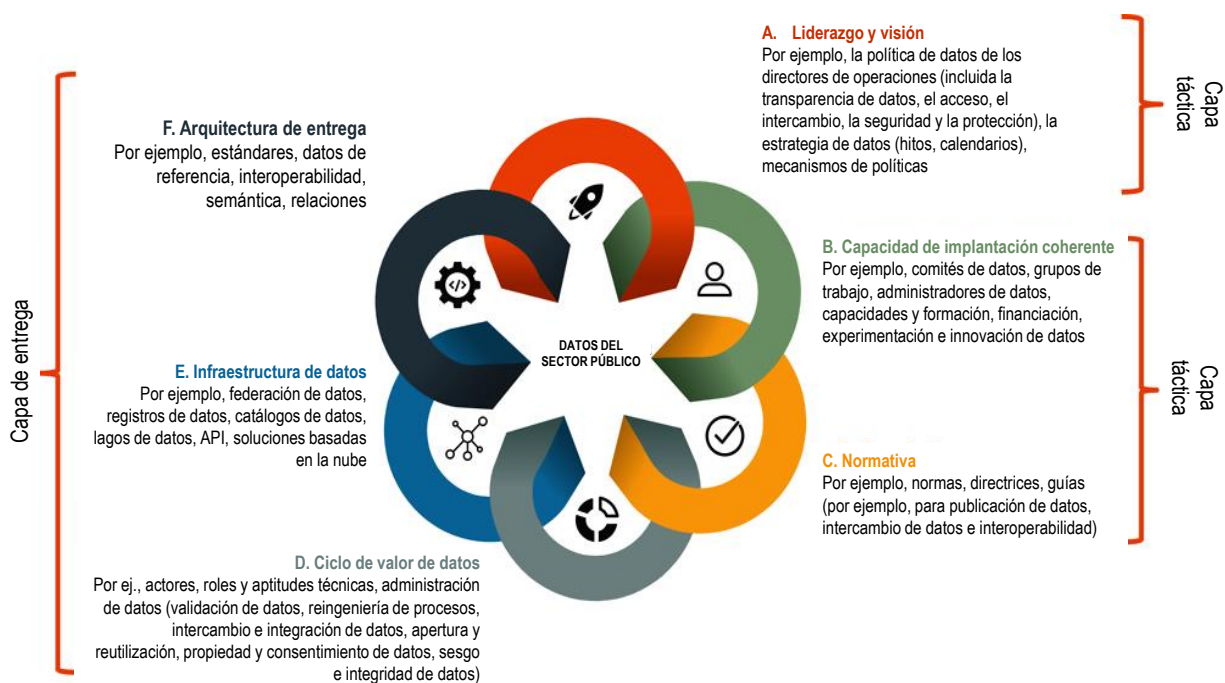 A. Liderazgo y visión
Por ejemplo, la política de datos de los
directores de operaciones (incluida la
transparencia de datos, el acceso, el
intercambio, la seguridad y la protección), la
estrategia de datos (hitos, calendarios),
mecanismos de políticas
Capa
táctica
B. Capacidad de implantación coherente
Por ejemplo, comités de datos, grupos de
trabajo, administradores de datos,
capacidades y formación, financiación,
experimentación e innovación de datos
C. Normativa
Por ejemplo, normas, directrices, guías
(por ejemplo, para publicación de datos,
intercambio de datos e interoperabilidad)
Capa
táctica
DATOS DEL
SECTOR PÚBLICO
</>
D. Ciclo de valor de datos
Por ej., actores, roles y aptitudes técnicas, administración
de datos (validación de datos, reingeniería de procesos,
intercambio e integración de datos, apertura y
reutilización, propiedad y consentimiento de datos, sesgo
e integridad de datos)
E. Infraestructura de datos
Por ejemplo, federación de datos,
registros de datos, catálogos de datos,
lagos de datos, API, soluciones basadas
en la nube
F. Arquitectura de entrega
Por ejemplo, estándares, datos de
referencia, interoperabilidad,
semántica, relaciones
Capa de entrega